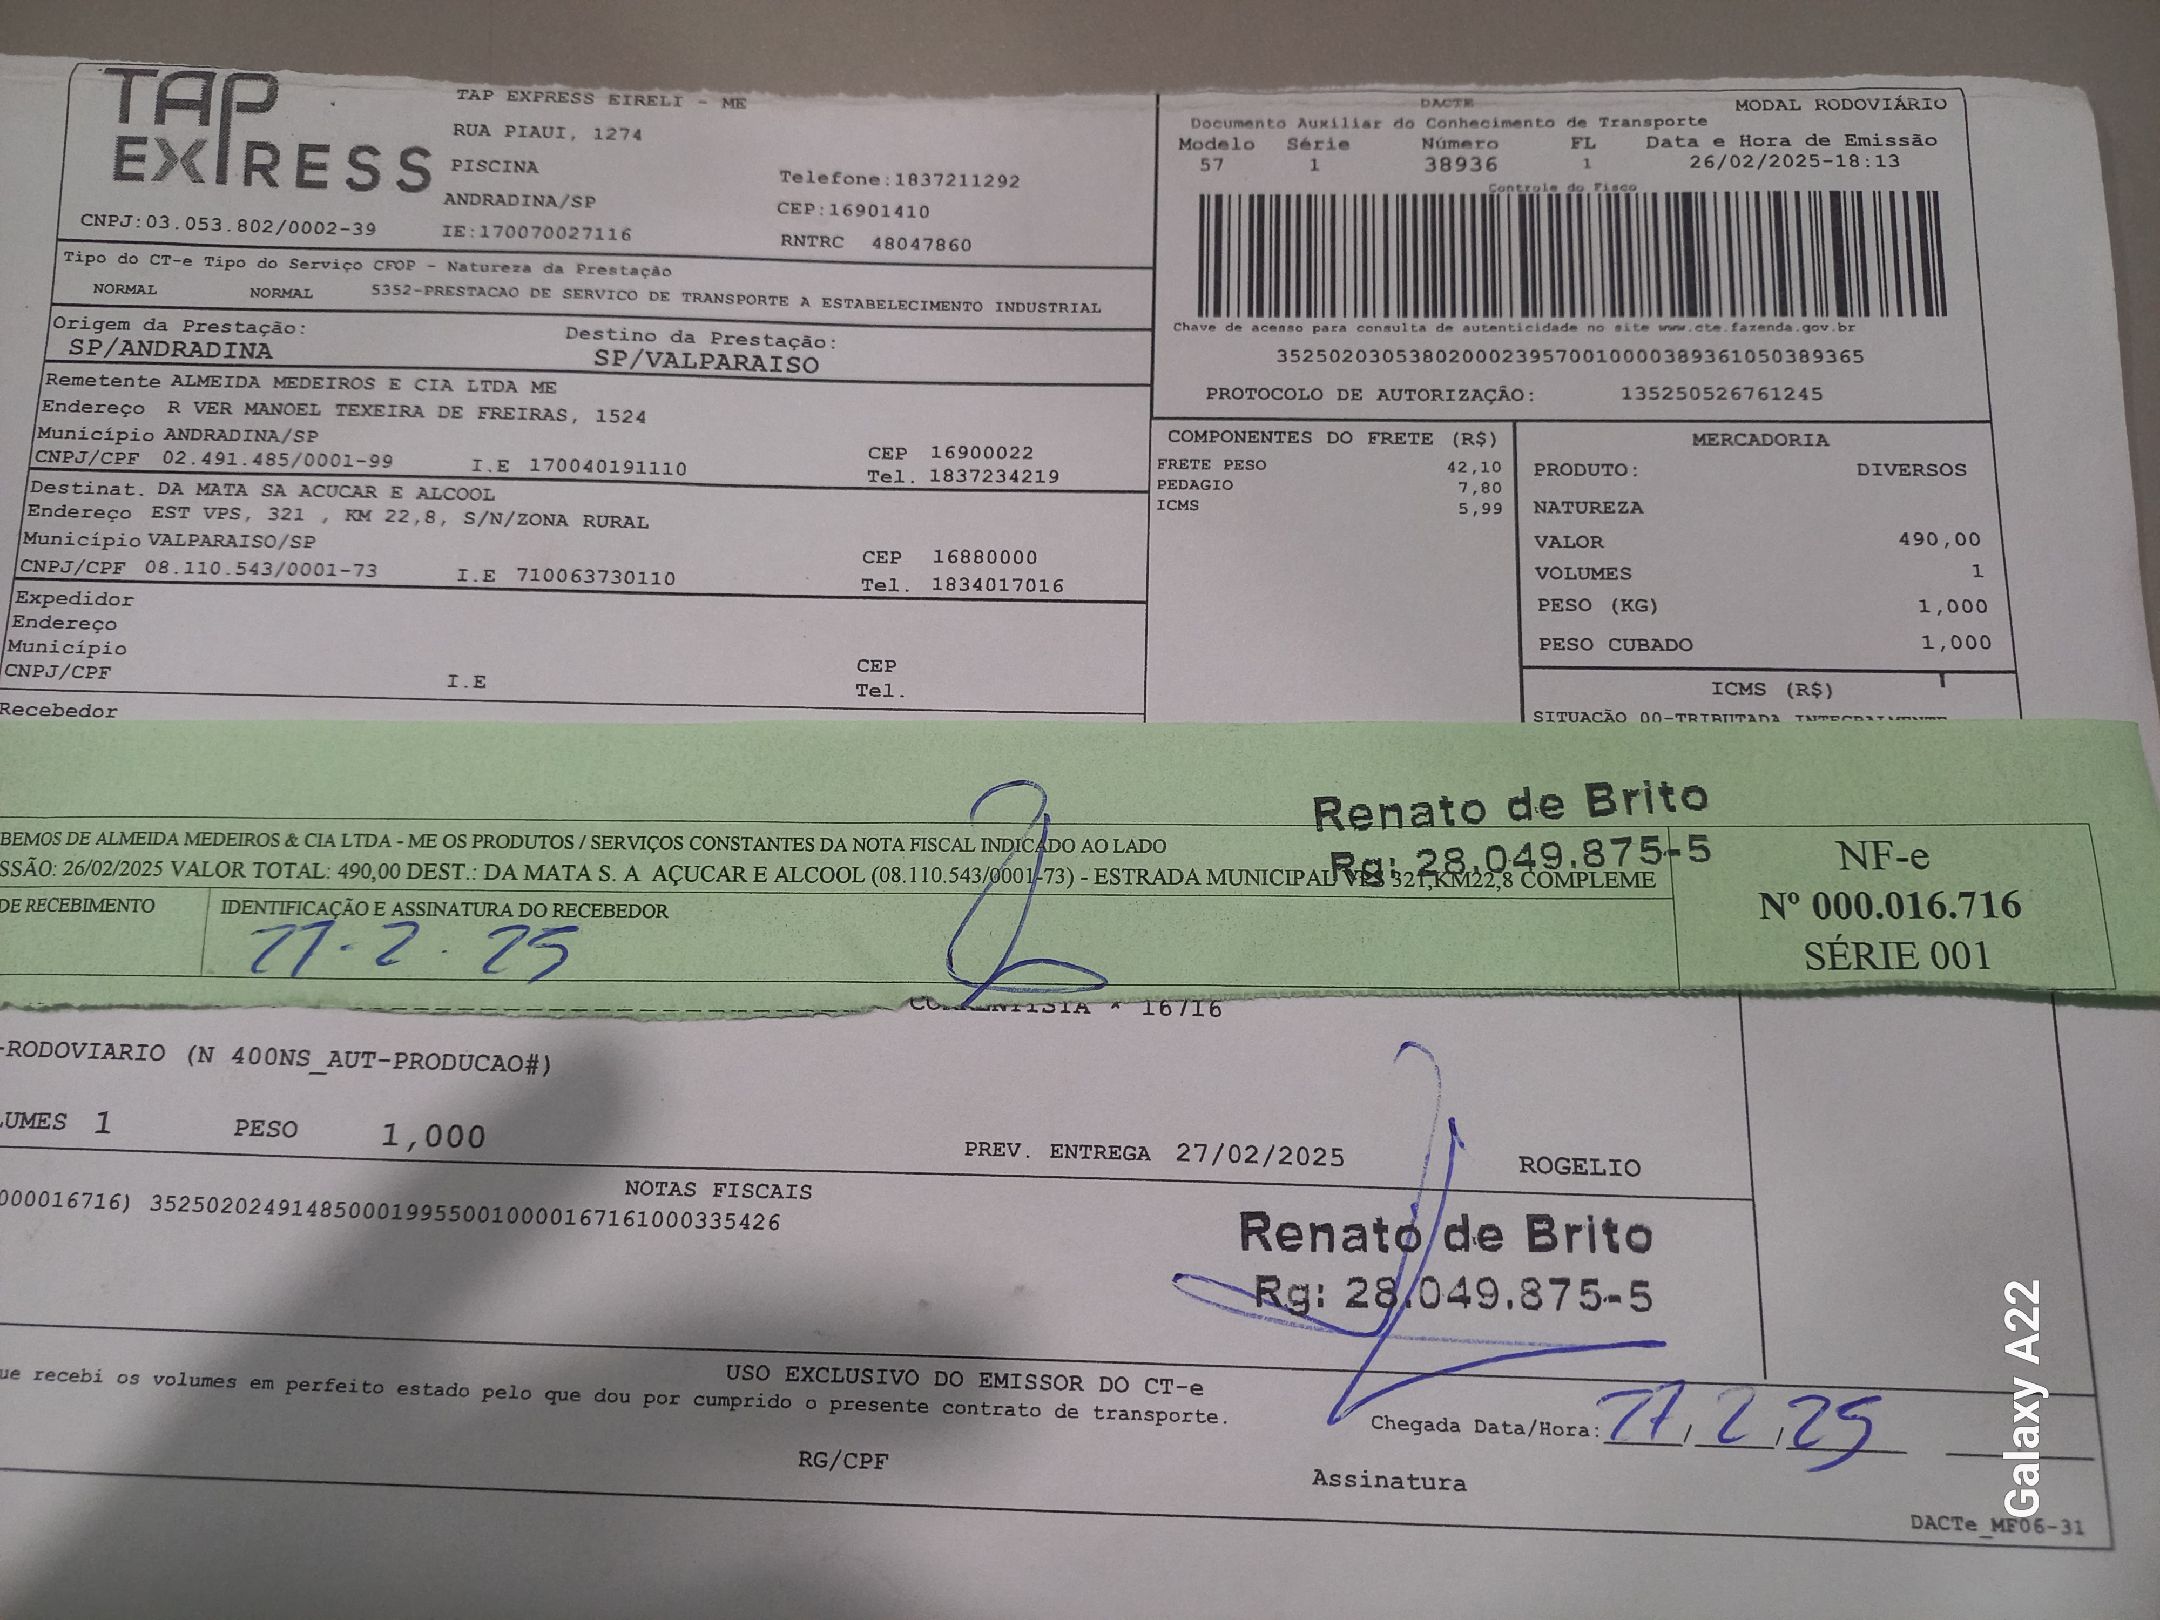 TAP EXPRESS
TAP EXPRESS EIRELI - ME
RUA PIAUI, 1274
PISCINA
ANDRADINA/SP
IE:170070027116
Telefone:1837211292
CEP:16901410
RNTRC 48047860
CNPJ:03.053.802/0002-39
DACTE
MODAL RODOVIÁRIO
Documento Auxiliar do Conhecimento de Transporte
Modelo Série Número FL Data e Hora de Emissão
57 1 38936 1 26/02/2025-18:13
Controle do Fisco
Chave de acesso para consulta de autenticidade no site www.cte.fazenda.gov.br
35250203053802000239570010000389361050389365
PROTOCOLO DE AUTORIZAÇÃO: 135250526761245
Tipo do CT-e Tipo do Serviço CFOP - Natureza da Prestação
NORMAL NORMAL 5352-PRESTACAO DE SERVICO DE TRANSPORTE A ESTABELECIMENTO INDUSTRIAL
Origem da Prestação: Destino da Prestação:
SP/ANDRADINA SP/VALPARAISO
Remetente ALMEIDA MEDEIROS E CIA LTDA ME
Endereço R VER MANOEL TEXEIRA DE FREIRAS, 1524
Município ANDRADINA/SP CEP 16900022
CNPJ/CPF 02.491.485/0001-99 I.E 170040191110 Tel. 1837234219
Destinat. DA MATA SA ACUCAR E ALCOOL
Endereço EST VPS, 321 , KM 22,8, S/N/ZONA RURAL
Município VALPARAISO/SP CEP 16880000
CNPJ/CPF 08.110.543/0001-73 I.E 710063730110 Tel. 1834017016
Expedidor
Endereço
Município CEP
CNPJ/CPF I.E Tel.
Recebedor
COMPONENTES DO FRETE (R$)
FRETE PESO 42,10
PEDAGIO 7,80
ICMS 5,99
MERCADORIA
PRODUTO: DIVERSOS
NATUREZA
VALOR 490,00
VOLUMES 1
PESO (KG) 1,000
PESO CUBADO 1,000
ICMS (R$)
SITUAÇÃO 00-TRIBUTADA INTEGRALMENTE
Renato de Brito
Rg: 28.049.875-5
BEMOS DE ALMEIDA MEDEIROS & CIA LTDA - ME OS PRODUTOS / SERVIÇOS CONSTANTES DA NOTA FISCAL INDICADO AO LADO
SSÃO: 26/02/2025 VALOR TOTAL: 490,00 DEST.: DA MATA S. A AÇUCAR E ALCOOL (08.110.543/0001-73) - ESTRADA MUNICIPAL VPS 321,KM22,8 COMPLEME
DE RECEBIMENTO IDENTIFICAÇÃO E ASSINATURA DO RECEBEDOR
27.2.25
NF-e
Nº 000.016.716
SÉRIE 001
* 16716
-RODOVIARIO (N 400NS_AUT-PRODUCAO#)
LUMES 1 PESO 1,000
PREV. ENTREGA 27/02/2025 ROGELIO
NOTAS FISCAIS
000016716) 35250202491485000199550010000167161000335426
Renato de Brito
Rg: 28.049.875-5
USO EXCLUSIVO DO EMISSOR DO CT-e
ue recebi os volumes em perfeito estado pelo que dou por cumprido o presente contrato de transporte.
Chegada Data/Hora: 27/2/25
RG/CPF
Assinatura
DACTe_MF06-31
Galaxy A22